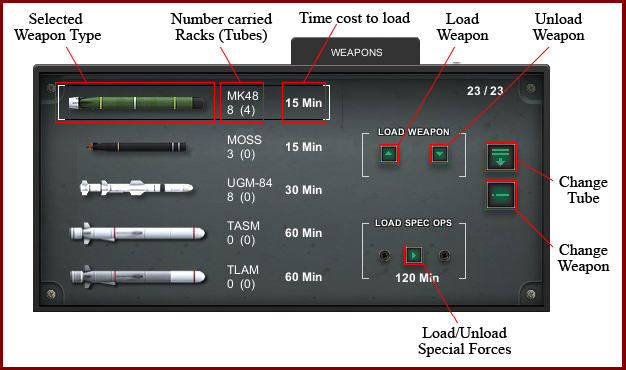 Selected
Weapon Type
Number carried
Racks (Tubes)
Time cost to load
Load
Weapon
Unload
Weapon
WEAPONS
MK48
8 (4)
15 Min
23 / 23
MOSS
3 (0)
15 Min
LOAD WEAPON
UGM-84
8 (0)
30 Min
Change
Tube
TASM
0 (0)
60 Min
LOAD SPEC OPS
Change
Weapon
TLAM
0 (0)
60 Min
120 Min
Load/Unload
Special Forces